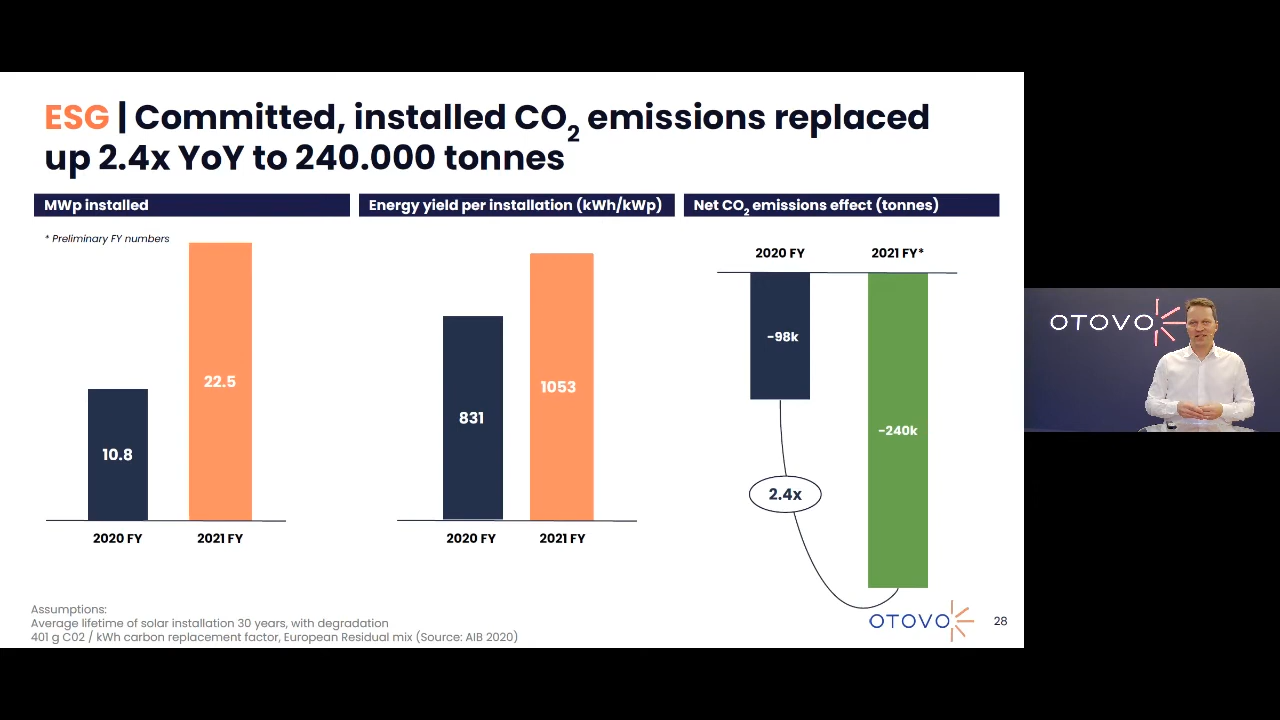 ESG | Committed, installed CO2 emissions replaced
up 2.4x YoY to 240.000 tonnes
MWp installed
* Preliminary FY numbers
10.8
22.5
2020 FY
2021 FY
Energy yield per installation (kWh/kWp)
831
1053
2020 FY
2021 FY
Net CO2 emissions effect (tonnes)
2020 FY
2021 FY*
-98k
-240k
2.4x
Assumptions:
Average lifetime of solar installation 30 years, with degradation
401 g C02 / kWh carbon replacement factor, European Residual mix (Source: AIB 2020)
OTOVO
28
OTOVO